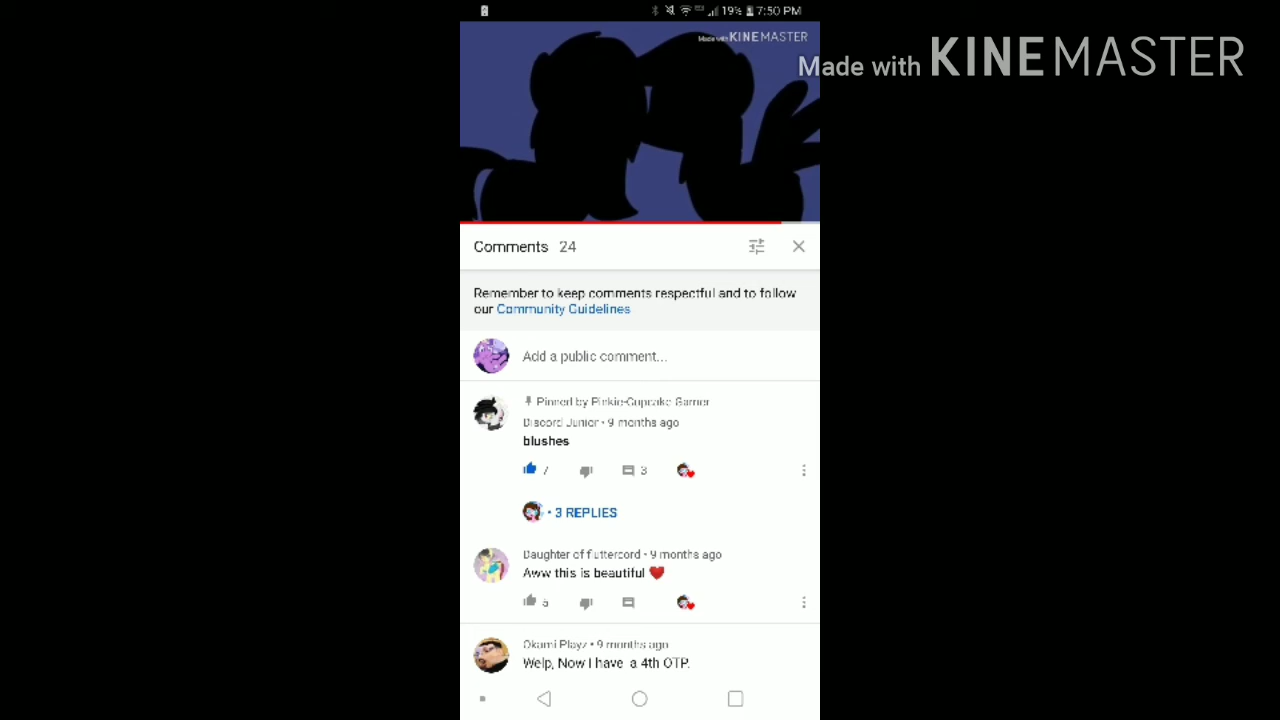 19% 7:50 PM
Made with KINEMASTER
Made with KINEMASTER
Comments 24
Remember to keep comments respectful and to follow
our Community Guidelines
Add a public comment...
Pinned by Pinkie-Cupcake Gamer
Discord Junior • 9 months ago
blushes
7 3
• 3 REPLIES
Daughter of fluttercord • 9 months ago
Aww this is beautiful
5
Okami Playz • 9 months ago
Welp, Now I have a 4th OTP.